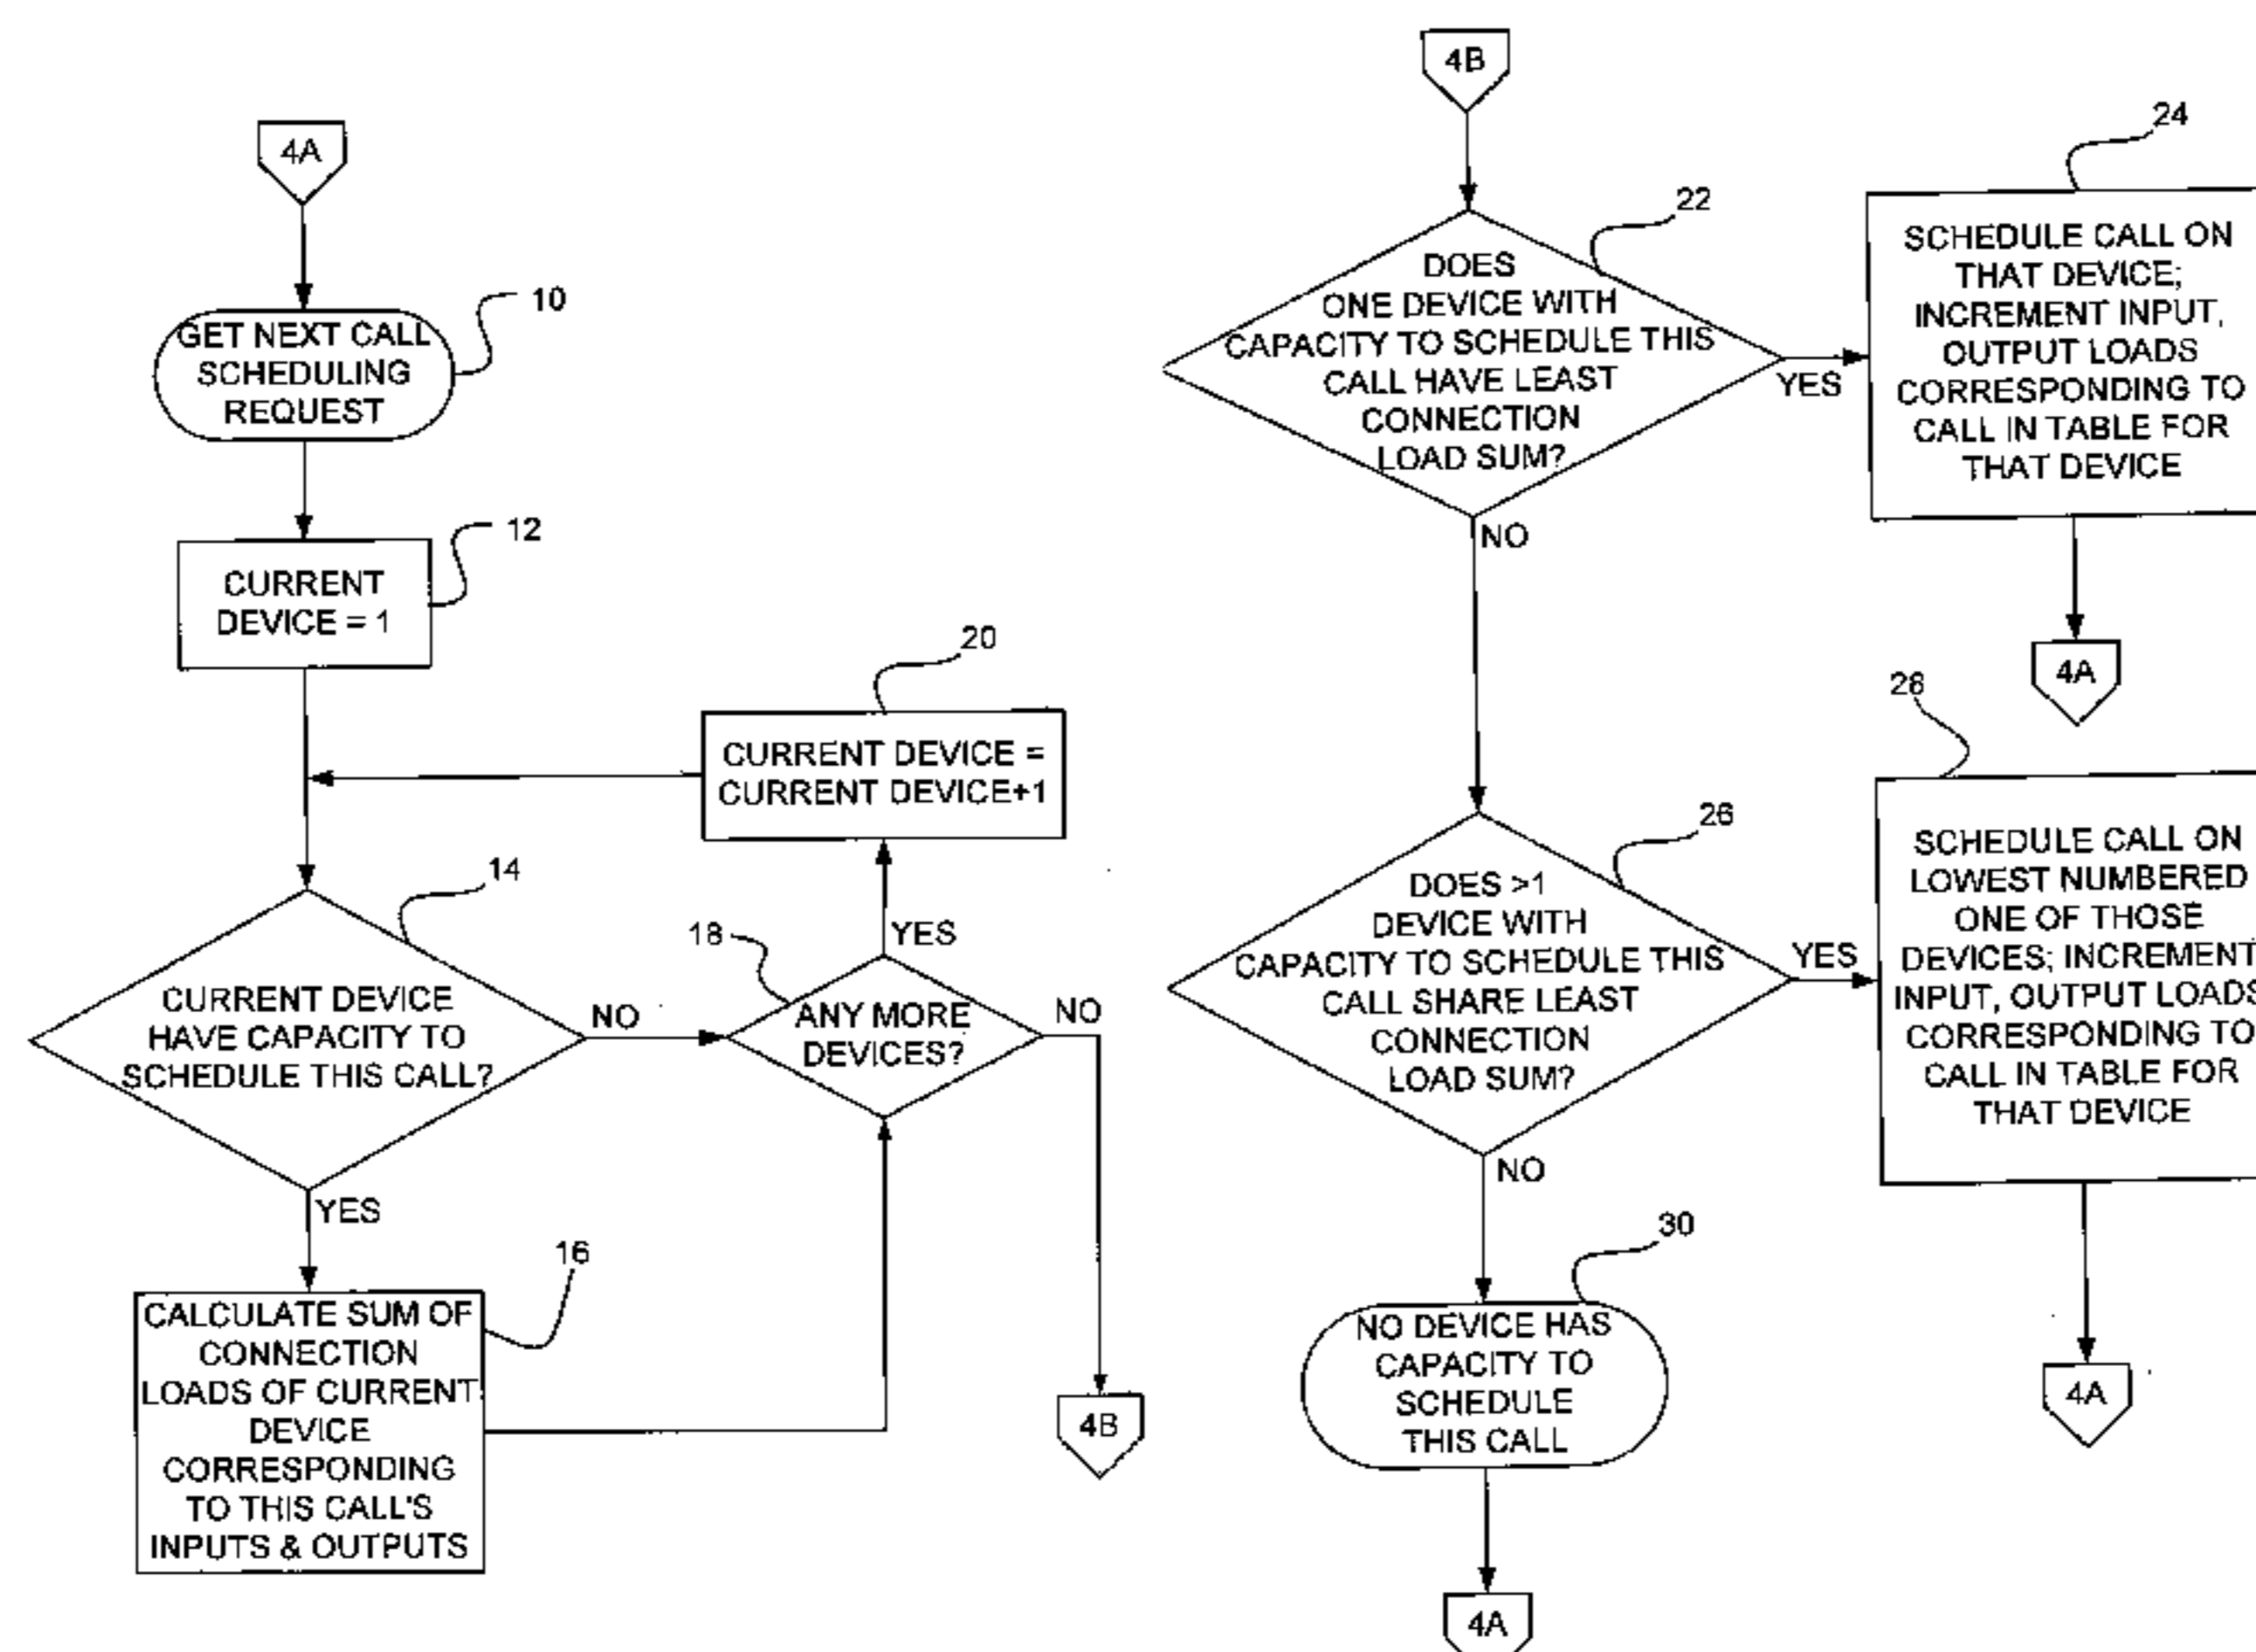 4A
GET NEXT CALL
SCHEDULING
REQUEST
10
CURRENT
DEVICE = 1
12
20
CURRENT DEVICE =
CURRENT DEVICE+1
14
CURRENT DEVICE
HAVE CAPACITY TO
SCHEDULE THIS CALL?
NO
YES
18
ANY MORE
DEVICES?
YES
NO
16
CALCULATE SUM OF
CONNECTION
LOADS OF CURRENT
DEVICE
CORRESPONDING
TO THIS CALL'S
INPUTS & OUTPUTS
4B
4B
22
DOES
ONE DEVICE WITH
CAPACITY TO SCHEDULE THIS
CALL HAVE LEAST
CONNECTION
LOAD SUM?
YES
NO
24
SCHEDULE CALL ON
THAT DEVICE;
INCREMENT INPUT,
OUTPUT LOADS
CORRESPONDING TO
CALL IN TABLE FOR
THAT DEVICE
4A
26
DOES >1
DEVICE WITH
CAPACITY TO SCHEDULE THIS
CALL SHARE LEAST
CONNECTION
LOAD SUM?
YES
NO
28
SCHEDULE CALL ON
LOWEST NUMBERED
ONE OF THOSE
DEVICES; INCREMENT
INPUT, OUTPUT LOADS
CORRESPONDING TO
CALL IN TABLE FOR
THAT DEVICE
4A
30
NO DEVICE HAS
CAPACITY TO
SCHEDULE
THIS CALL
4A